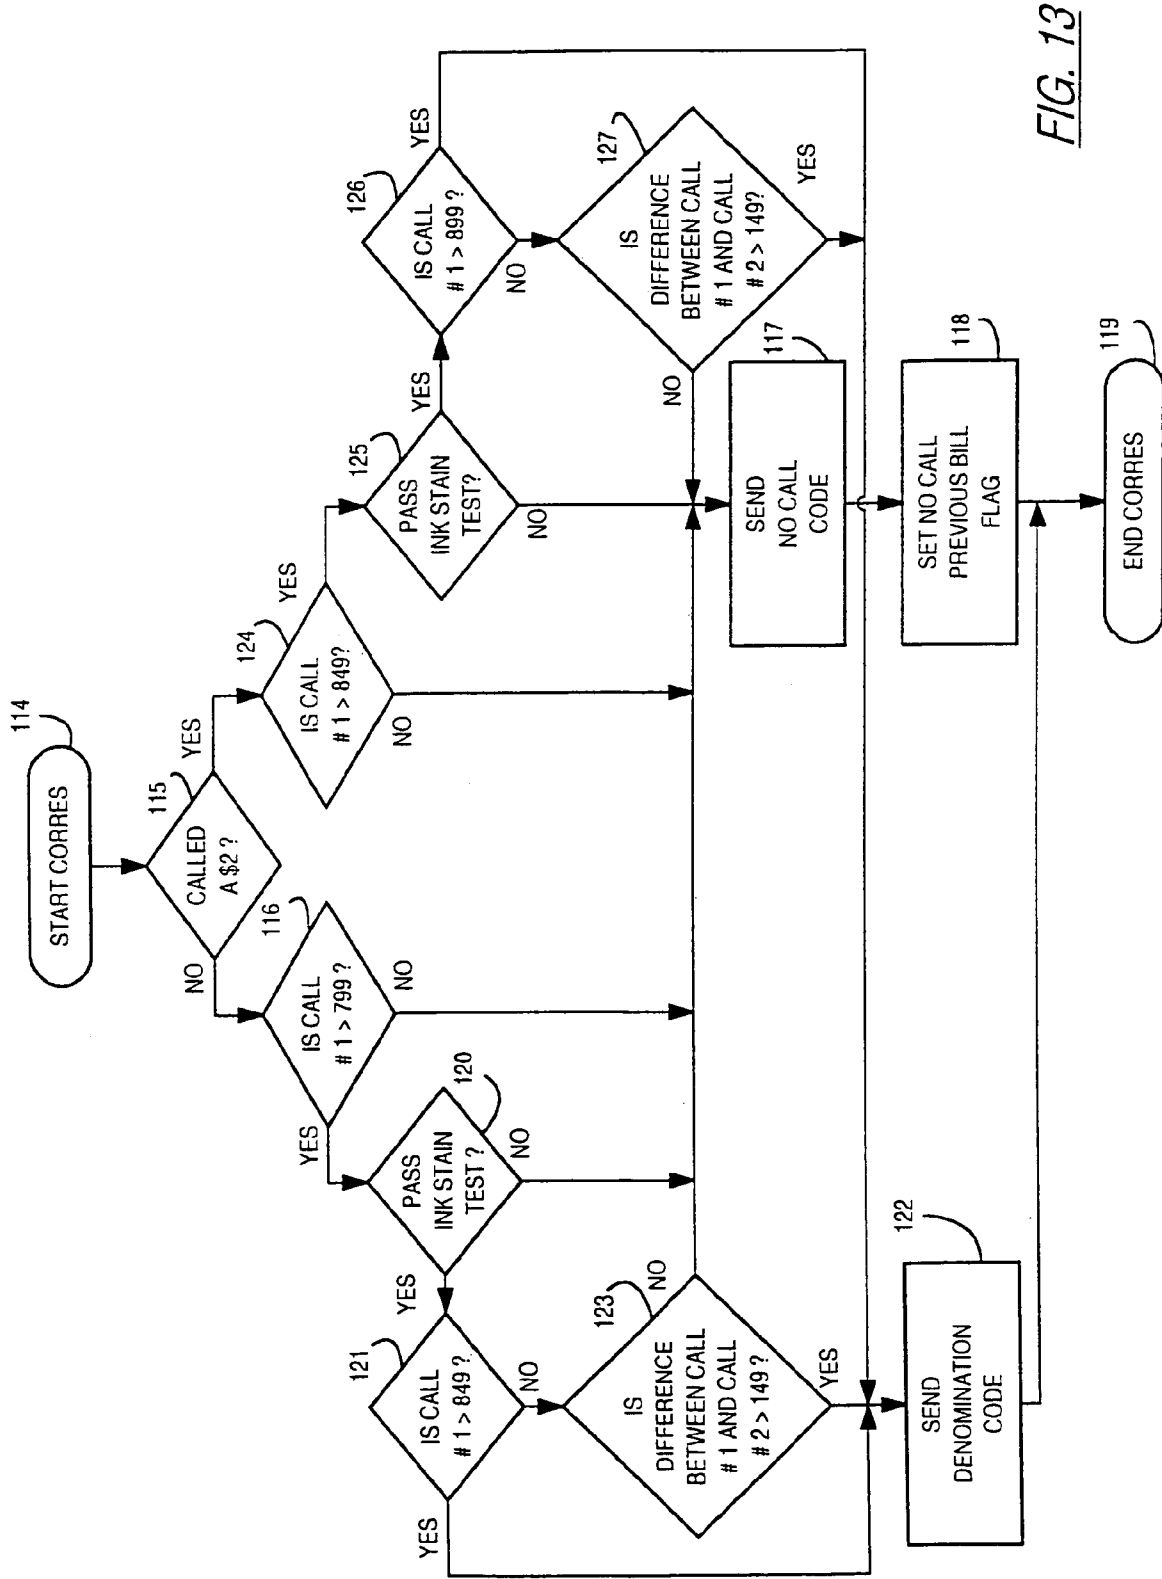 START CORRES
114
CALLED
A $2 ?
115
NO
YES
IS CALL
# 1 > 799 ?
116
YES
NO
IS CALL
# 1 > 849?
124
YES
NO
PASS
INK STAIN
TEST ?
120
YES
NO
PASS
INK STAIN
TEST?
125
YES
NO
IS CALL
# 1 > 849 ?
121
YES
NO
IS CALL
# 1 > 899 ?
126
YES
NO
IS
DIFFERENCE
BETWEEN CALL
# 1 AND CALL
# 2 > 149 ?
123
NO
YES
IS
DIFFERENCE
BETWEEN CALL
# 1 AND CALL
# 2 > 149?
127
NO
YES
SEND
NO CALL
CODE
117
SEND
DENOMINATION
CODE
122
SET NO CALL
PREVIOUS BILL
FLAG
118
END CORRES
119
FIG. 13